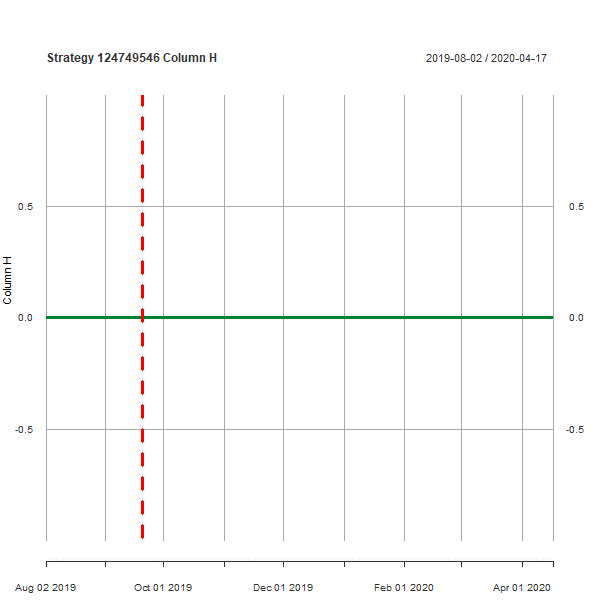 Strategy 124749546 Column H
2019-08-02 / 2020-04-17
0.5
0.5
Column H
0.0
0.0
-0.5
-0.5
Aug 02 2019
Oct 01 2019
Dec 01 2019
Feb 01 2020
Apr 01 2020